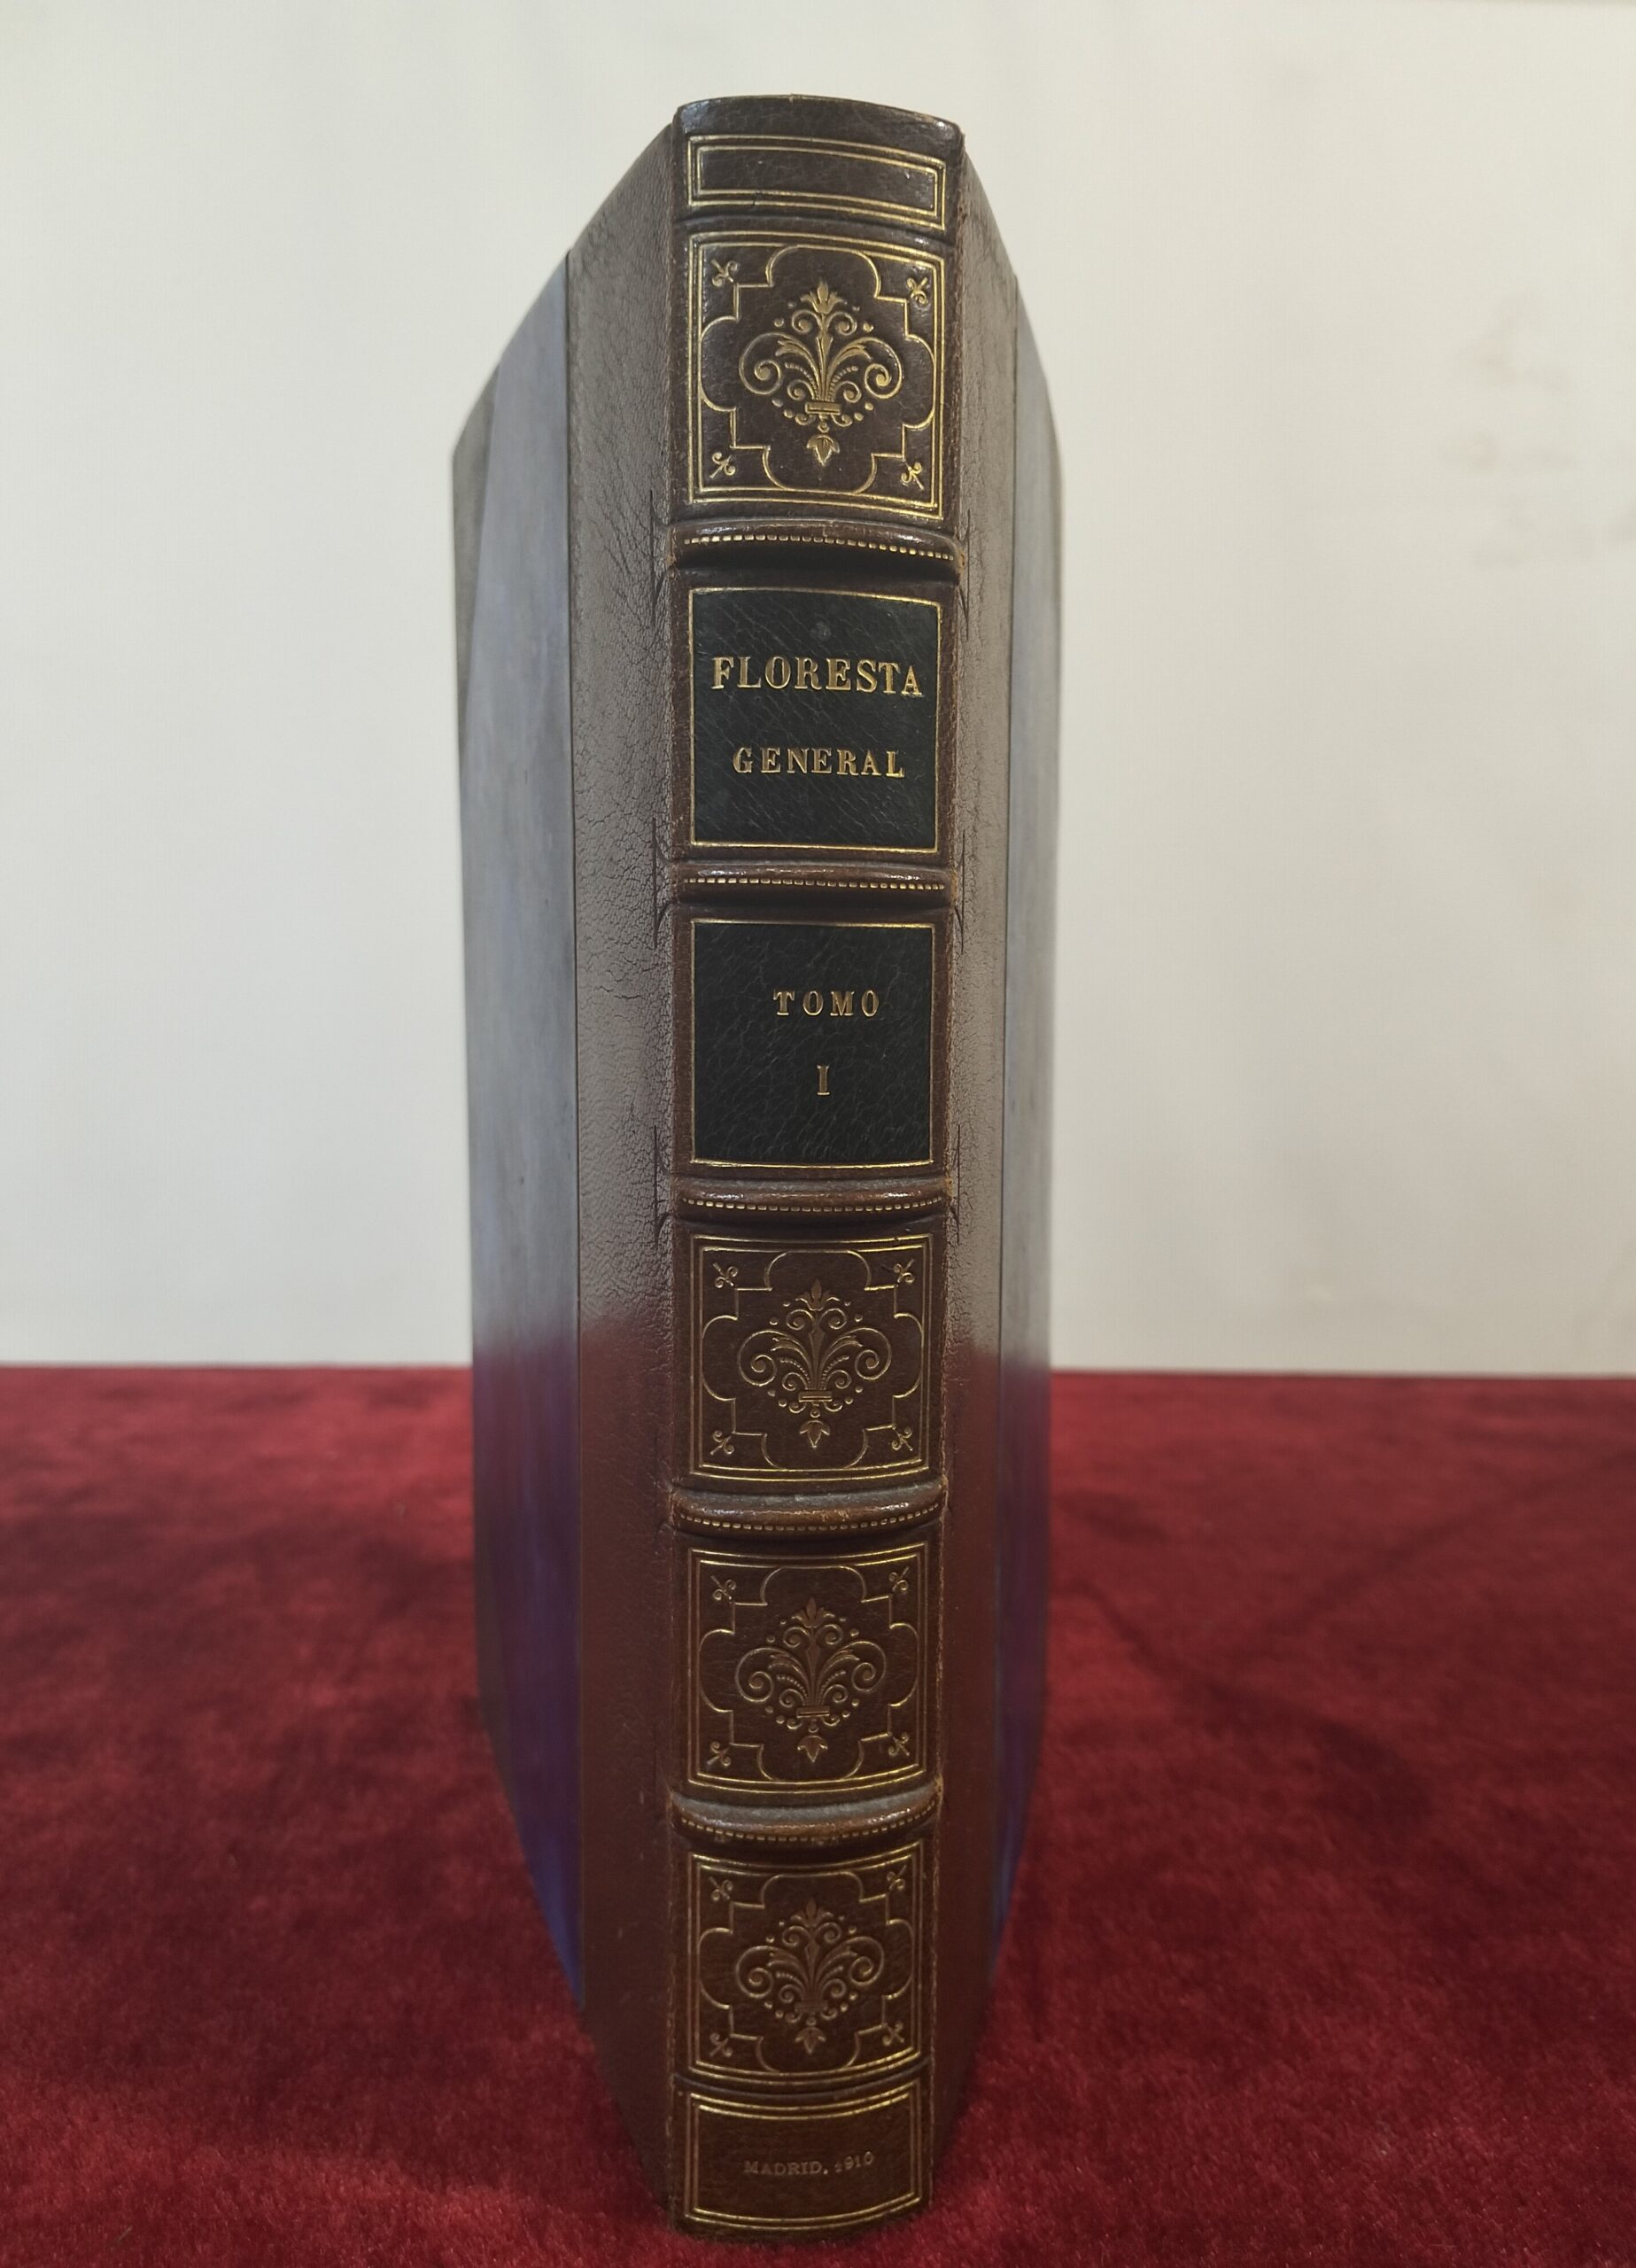 FLORESTA
GENERAL
TOMO
I
MADRID, 1910